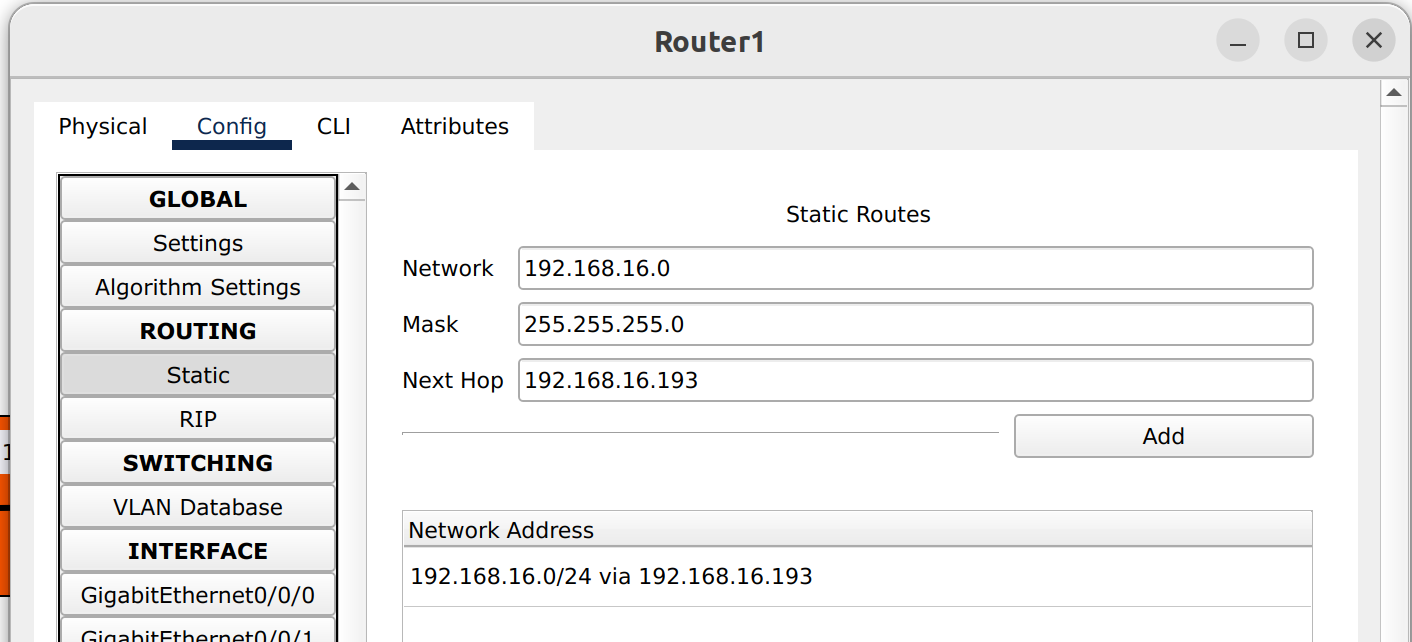 Router1
Physical Config CLI Attributes
GLOBAL
Settings
Algorithm Settings
ROUTING
Static
RIP
SWITCHING
VLAN Database
INTERFACE
GigabitEthernet0/0/0
GigabitEthernet0/0/1
Static Routes
Network 192.168.16.0
Mask 255.255.255.0
Next Hop 192.168.16.193
Add
Network Address
192.168.16.0/24 via 192.168.16.193